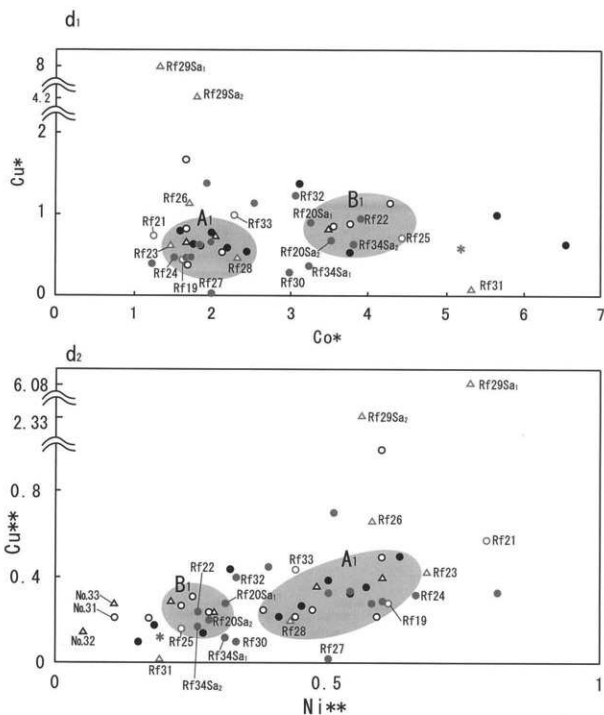 d₁
8
Rf29Sa₁
4.2
Rf29Sa₂
2
Cu*
Rf26
Rf32
B₁
Rf21
A₁
Rf33
Rf20Sa₁
Rf22
1
Rf23
Rf25
Rf24
Rf28
Rf20Sa₂
Rf34Sa₂
Rf19
Rf27
Rf34Sa₁
Rf30
Rf31
0
0 1 2 3 4 5 6 7
Co*
d₂
6.08
Rf29Sa₁
2.33
Rf29Sa₂
Cu**
0.8
Rf26
Rf21
Rf33
A₁
Rf22
Rf32
Rf23
0.4
B₁
Rf20Sa₁
Rf24
No.33
No.31
Rf19
Rf20Sa₂
Rf28
No.32
Rf25
Rf30
Rf34Sa₁
Rf27
Rf31
Rf34Sa₂
0
0 0.5 1
Ni**